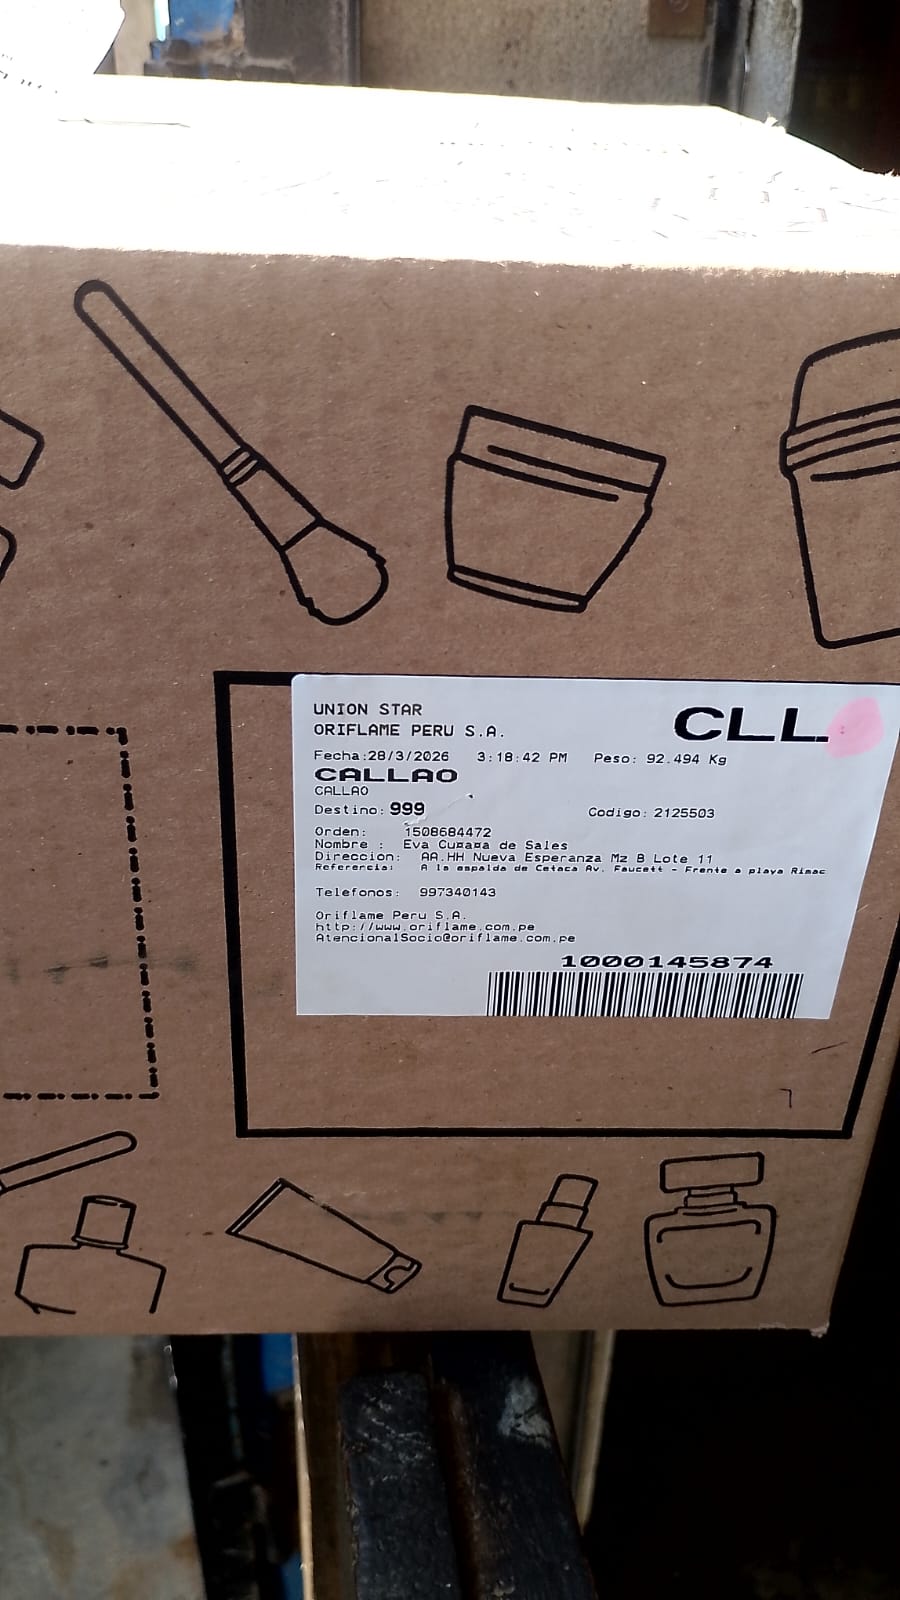 UNION STAR
ORIFLAME PERU S.A.
CLL
Fecha:28/3/2026 3:18:42 PM Peso: 92.494 Kg
CALLAO
CALLAO
Destino: 999 Codigo: 2125503
Orden: 1508684472
Nombre : Eva de Sales
Direccion: AA.HH Nueva Esperanza Mz B Lote 11
Referencia: A la espalda de Cetaca Av. Faucett - Frente a playa Rimac
Telefonos: 997340143
Oriflame Peru S.A.
http://www.oriflame.com.pe
AtencionalSocio@oriflame.com.pe
1000145874